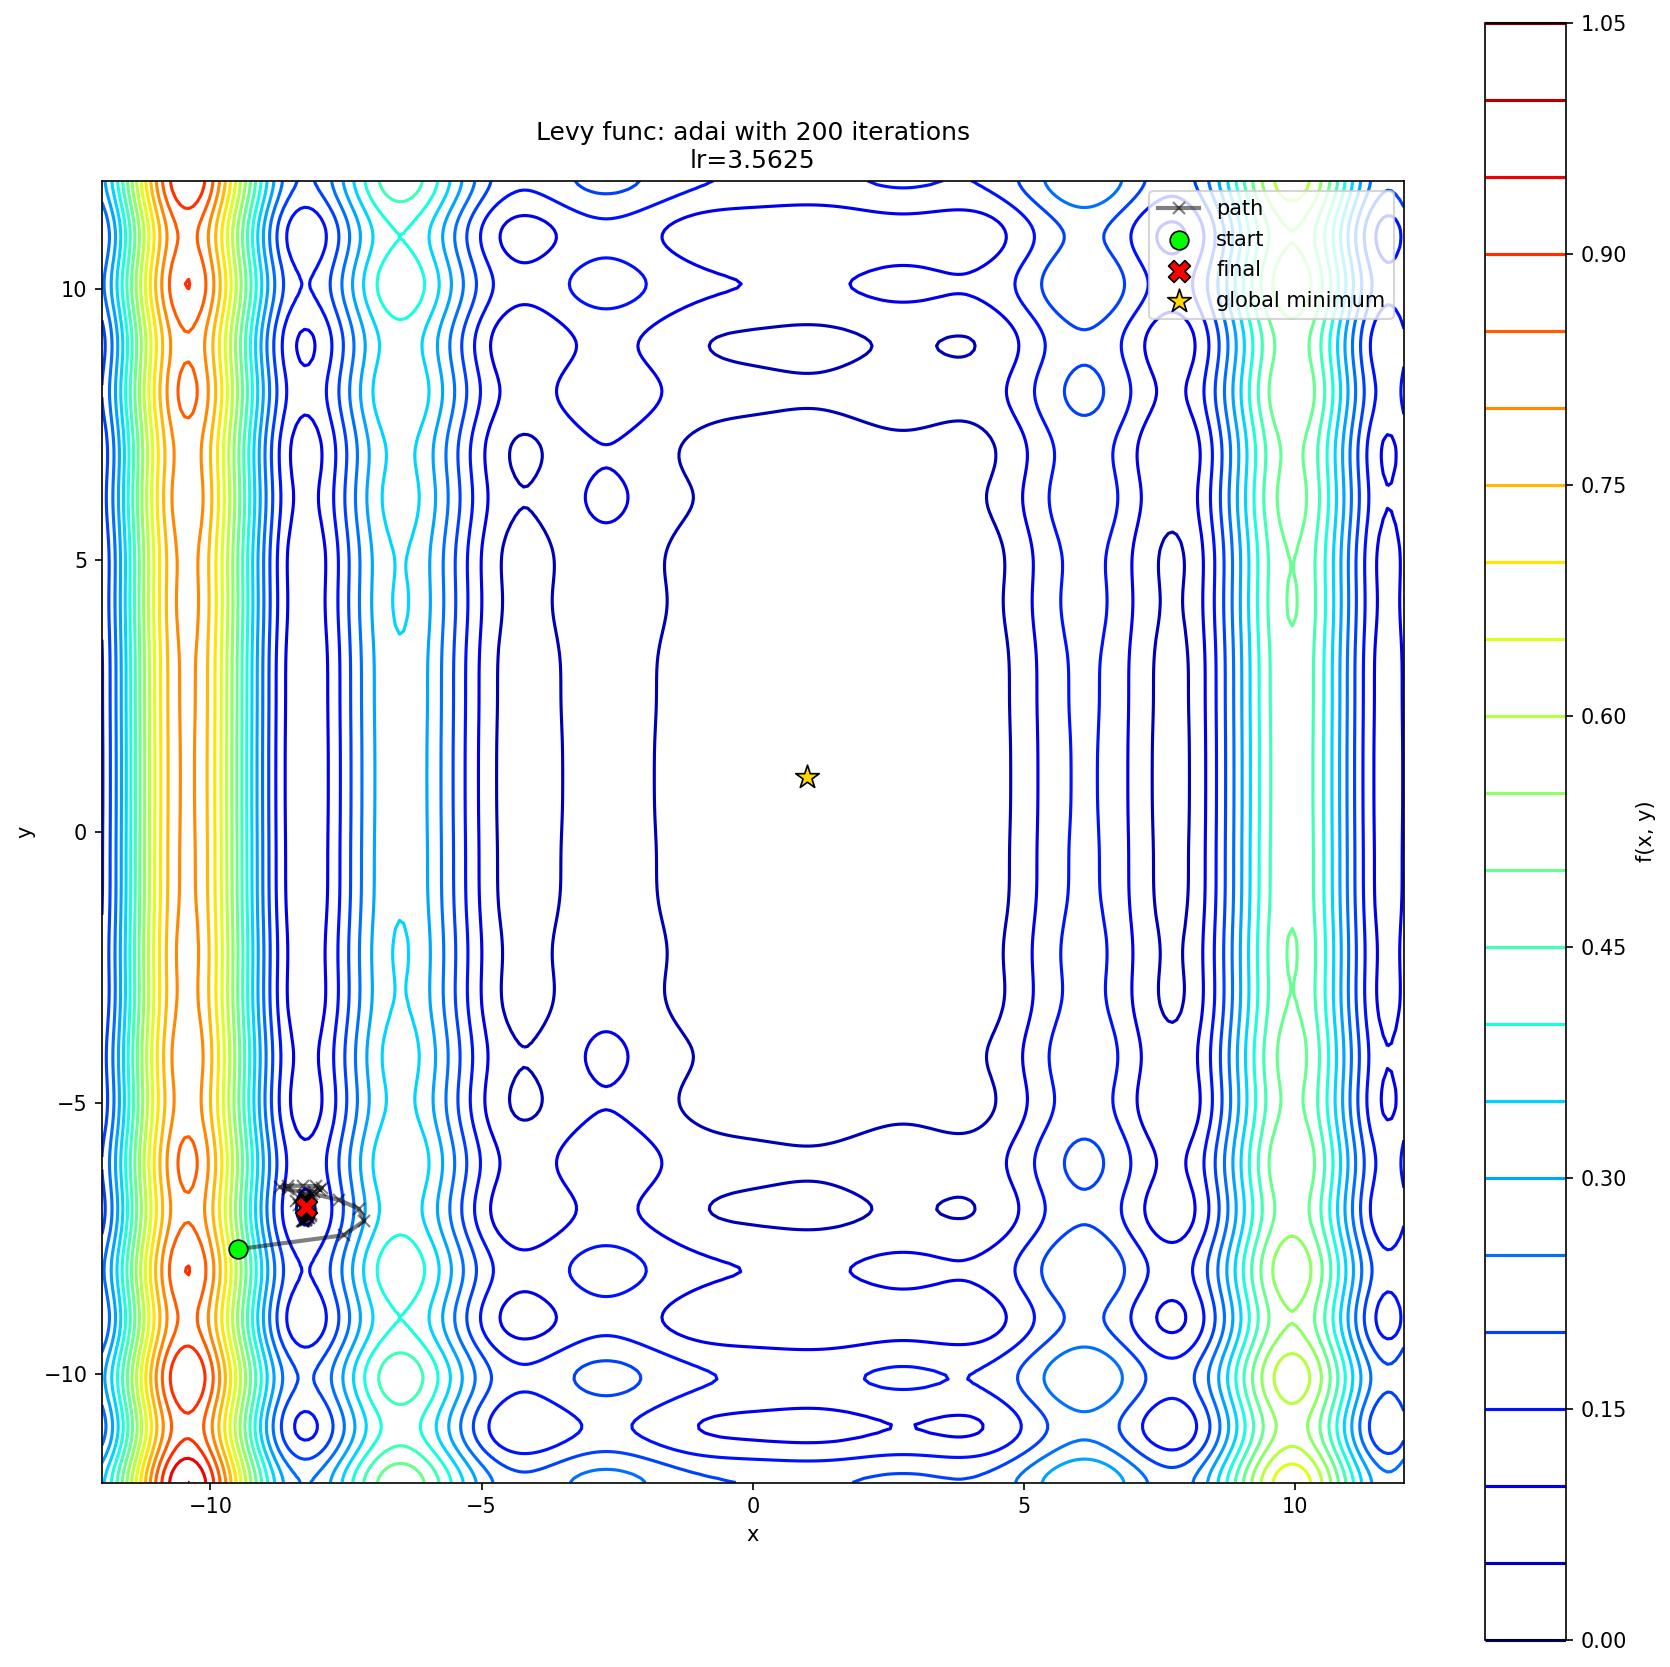 Levy func: adai with 200 iterations
lr=3.5625
path
start
final
global minimum
10
5
0
−5
−10
y
−10
−5
0
5
10
x
1.05
0.90
0.75
0.60
0.45
0.30
0.15
0.00
f(x, y)